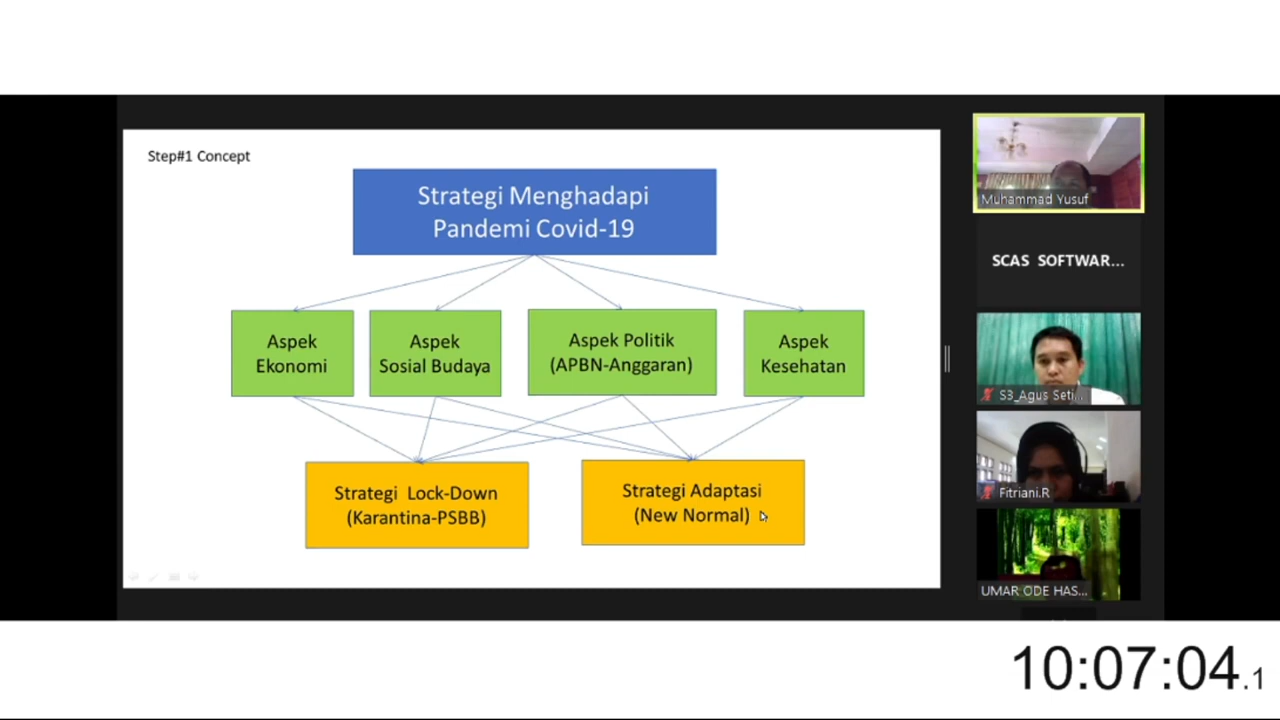 Step#1 Concept
Strategi Menghadapi
Pandemi Covid-19
Aspek
Ekonomi
Aspek
Sosial Budaya
Aspek Politik
(APBN-Anggaran)
Aspek
Kesehatan
Strategi Lock-Down
(Karantina-PSBB)
Strategi Adaptasi
(New Normal)
Muhammad Yusuf
SCAS SOFTWAR...
S3_Agus Seti...
Fitriani.R
UMAR ODE HAS...
10:07:04.1